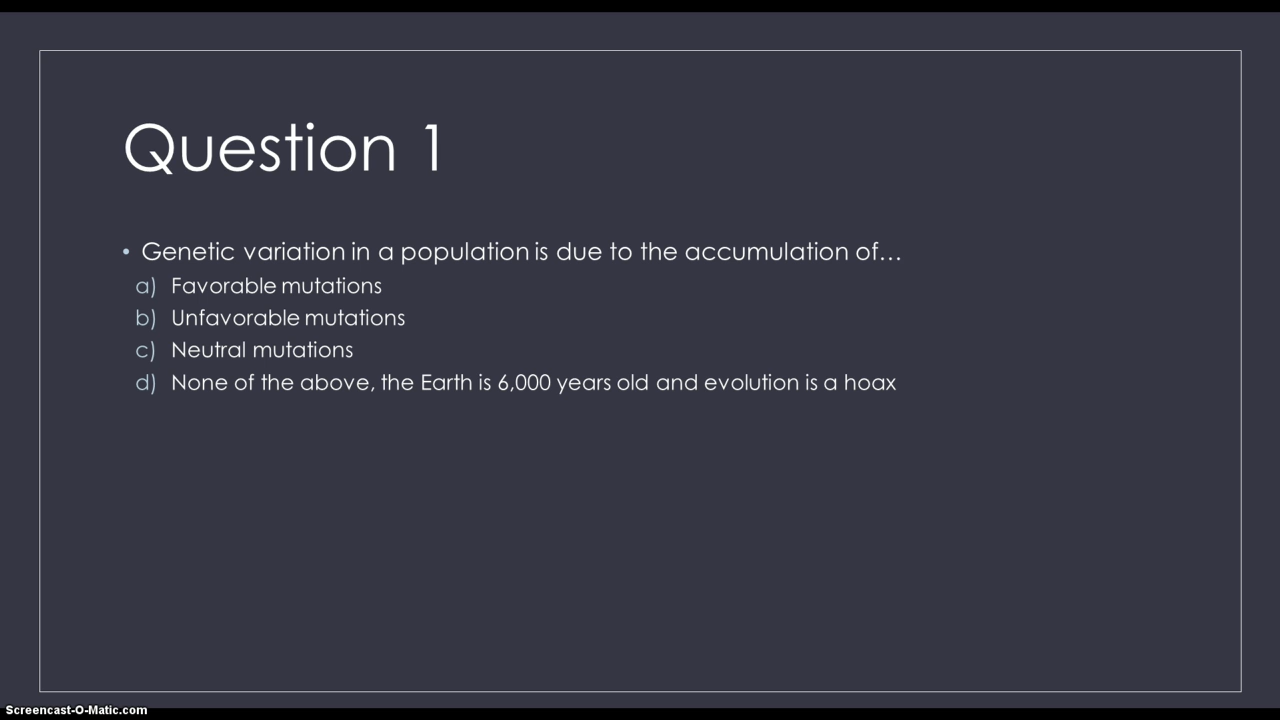 Question 1
• Genetic variation in a population is due to the accumulation of…
a) Favorable mutations
b) Unfavorable mutations
c) Neutral mutations
d) None of the above, the Earth is 6,000 years old and evolution is a hoax
Screencast-O-Matic.com